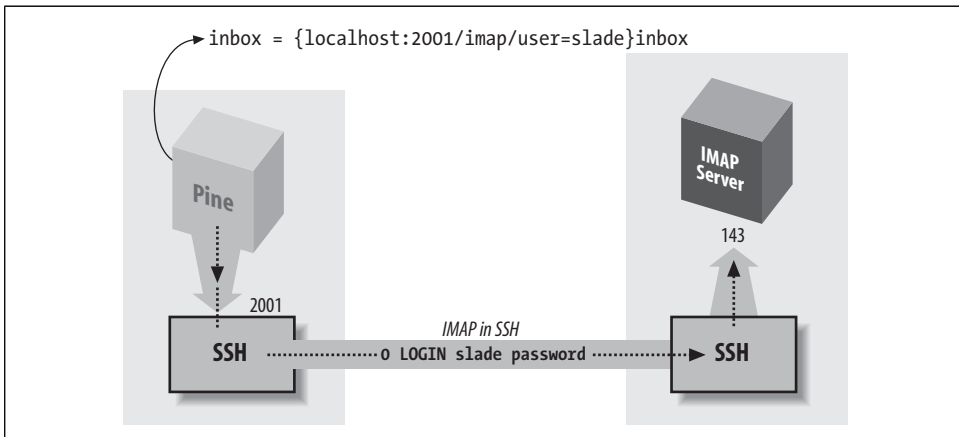 inbox = {localhost:2001/imap/user=slade}inbox
Pine
IMAP
Server
143
2001
IMAP in SSH
SSH
0 LOGIN slade password
SSH